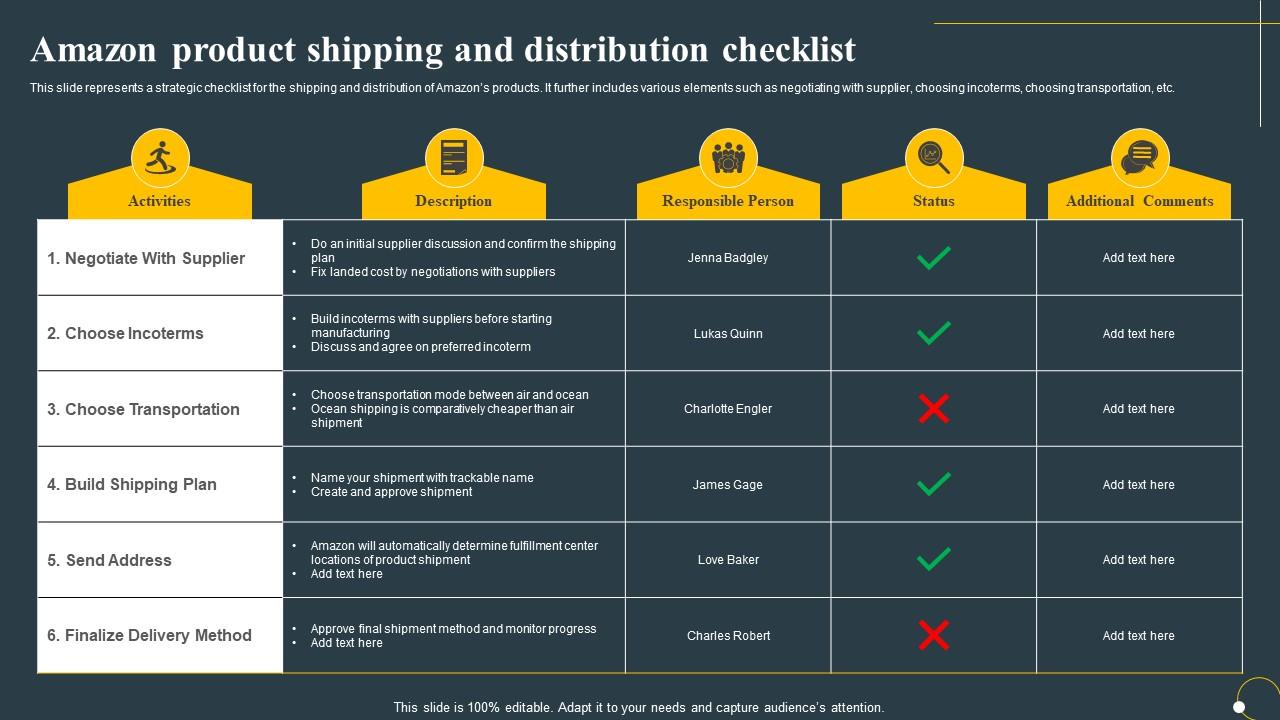 Amazon product shipping and distribution checklist
This slide represents a strategic checklist for the shipping and distribution of Amazon's products. It further includes various elements such as negotiating with supplier, choosing incoterms, choosing transportation, etc.
Activities
Description
Responsible Person
Status
Additional Comments
1. Negotiate With Supplier
• Do an initial supplier discussion and confirm the shipping
plan
• Fix landed cost by negotiations with suppliers
Jenna Badgley
Add text here
2. Choose Incoterms
• Build incoterms with suppliers before starting
manufacturing
• Discuss and agree on preferred incoterm
Lukas Quinn
Add text here
3. Choose Transportation
• Choose transportation mode between air and ocean
• Ocean shipping is comparatively cheaper than air
shipment
Charlotte Engler
Add text here
4. Build Shipping Plan
• Name your shipment with trackable name
• Create and approve shipment
James Gage
Add text here
5. Send Address
• Amazon will automatically determine fulfillment center
locations of product shipment
• Add text here
Love Baker
Add text here
6. Finalize Delivery Method
• Approve final shipment method and monitor progress
• Add text here
Charles Robert
Add text here
This slide is 100% editable. Adapt it to your needs and capture audience's attention.